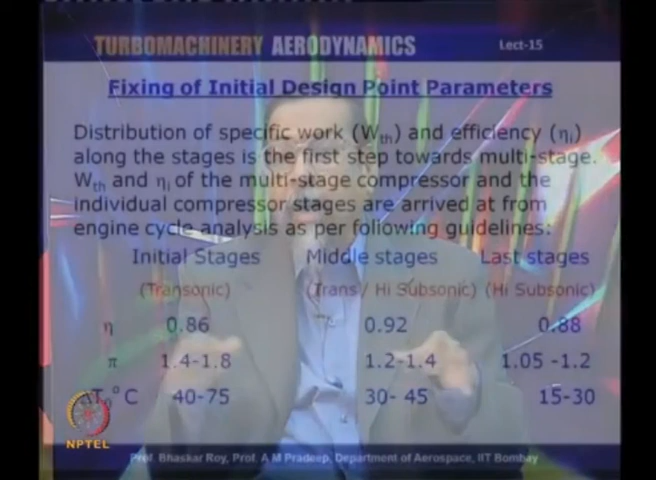 TURBOMACHINERY AERODYNAMICS Lect-15
Fixing of Initial Design Point Parameters
Distribution of specific work (Wth) and efficiency (ηi)
along the stages is the first step towards multi-stage.
Wth and ηi of the multi-stage compressor and the
individual compressor stages are arrived at from
engine cycle analysis as per following guidelines:
Initial Stages Middle stages Last stages
(Transonic) (Trans / Hi Subsonic) (Hi Subsonic)
η 0.86 0.92 0.88
π 1.4-1.8 1.2-1.4 1.05 -1.2
°C 40-75 30- 45 15-30
NPTEL
Prof. Bhaskar Roy, Prof. A M Pradeep, Department of Aerospace, IIT Bombay